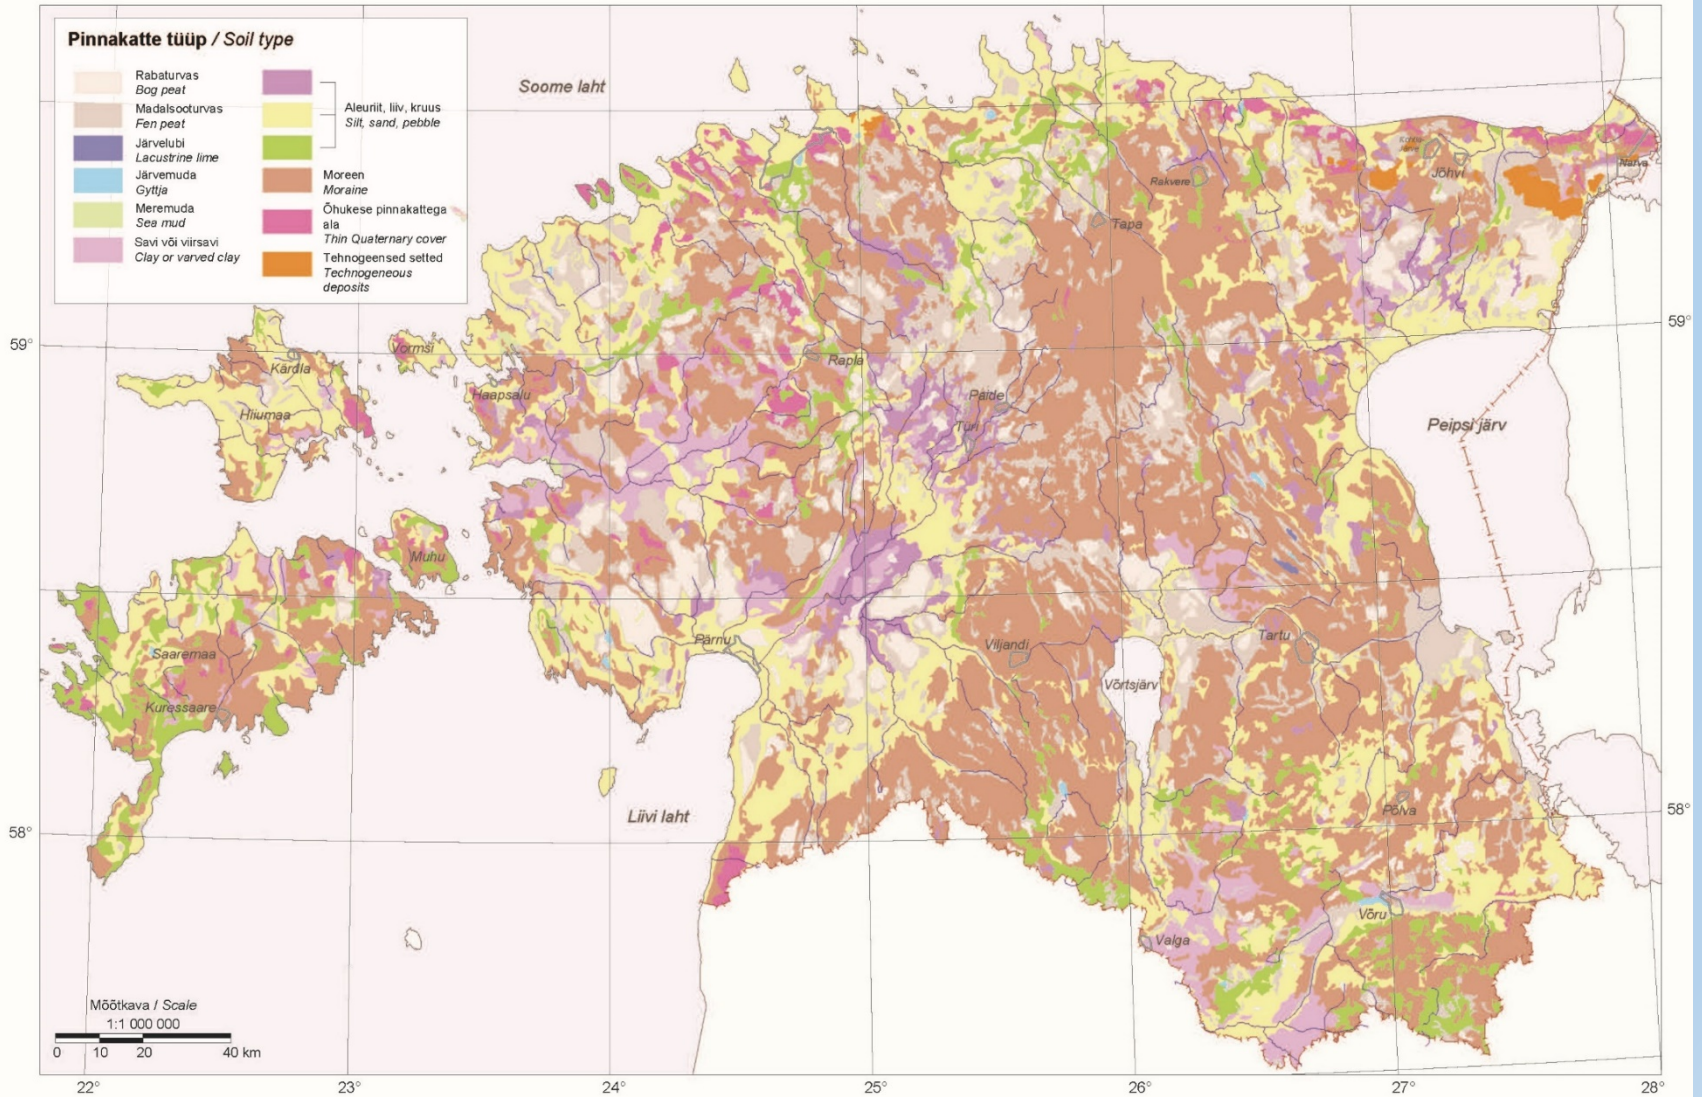 Pinnakatte tüüp / Soil type
Rabaturvas
Bog peat
Madalsooturvas
Fen peat
Järvelubi
Lacustrine lime
Järvemuda
Gyttja
Meremuda
Sea mud
Savi või viirsavi
Clay or varved clay
Aleuriit, liiv, kruus
Silt, sand, pebble
Moreen
Moraine
Õhukese pinnakattega
ala
Thin Quaternary cover
Tehnogeensed setted
Technogeneous
deposits
Soome laht
Kohtla-
Järve
Jõhvi
Narva
Rakvere
Tapa
59°
59°
Vormsi
Kärdla
Rapla
Haapsalu
Paide
Hiiumaa
Türi
Peipsi järv
Muhu
Pärnu
Viljandi
Tartu
Saaremaa
Võrtsjärv
Kuressaare
58°
Liivi laht
Põlva
58°
Võru
Valga
Mõõtkava / Scale
1:1 000 000
0 10 20 40 km
22° 23° 24° 25° 26° 27° 28°